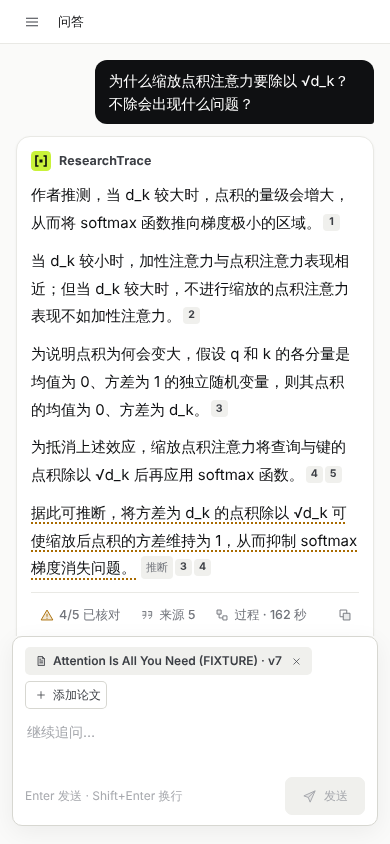 问答
为什么缩放点积注意力要除以 √d_k？
不除会出现什么问题？
ResearchTrace
作者推测，当 d_k 较大时，点积的量级会增大，
从而将 softmax 函数推向梯度极小的区域。 1
当 d_k 较小时，加性注意力与点积注意力表现相
近；但当 d_k 较大时，不进行缩放的点积注意力
表现不如加性注意力。 2
为说明点积为何会变大，假设 q 和 k 的各分量是
均值为 0、方差为 1 的独立随机变量，则其点积
的均值为 0、方差为 d_k。 3
为抵消上述效应，缩放点积注意力将查询与键的
点积除以 √d_k 后再应用 softmax 函数。 4 5
据此可推断，将方差为 d_k 的点积除以 √d_k 可
使缩放后点积的方差维持为 1，从而抑制 softmax
梯度消失问题。 推断 3 4
4/5 已核对 来源 5 过程 · 162 秒
Attention Is All You Need (FIXTURE) · v7 ×
+ 添加论文
继续追问...
Enter 发送 · Shift+Enter 换行 发送